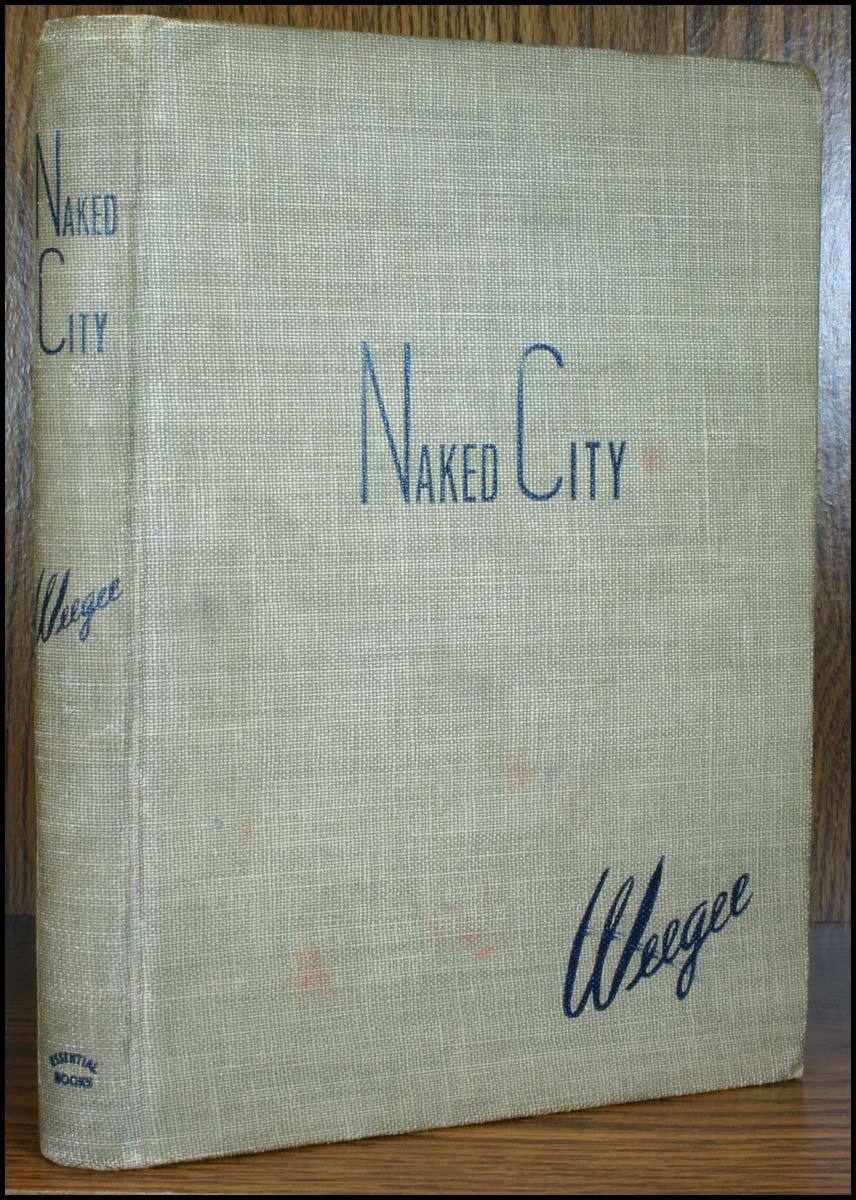 Naked
City
Weegee
ESSENTIAL
BOOKS
Naked City
Weegee